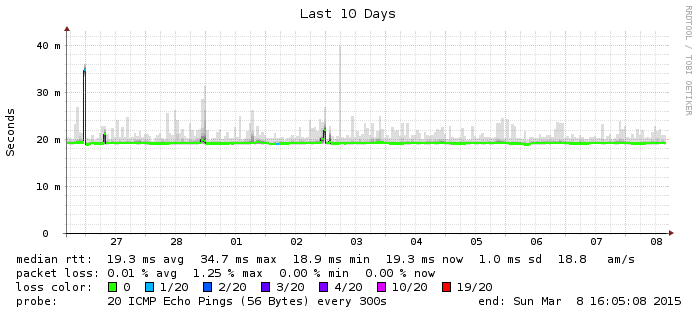 Last 10 Days
RRDTOOL / TOBI OETIKER
Seconds
40 m
30 m
20 m
10 m
0
27 28 01 02 03 04 05 06 07 08
median rtt: 19.3 ms avg 34.7 ms max 18.9 ms min 19.3 ms now 1.0 ms sd 18.8 am/s
packet loss: 0.01 % avg 1.25 % max 0.00 % min 0.00 % now
loss color: 0 1/20 2/20 3/20 4/20 10/20 19/20
probe: 20 ICMP Echo Pings (56 Bytes) every 300s end: Sun Mar 8 16:05:08 2015